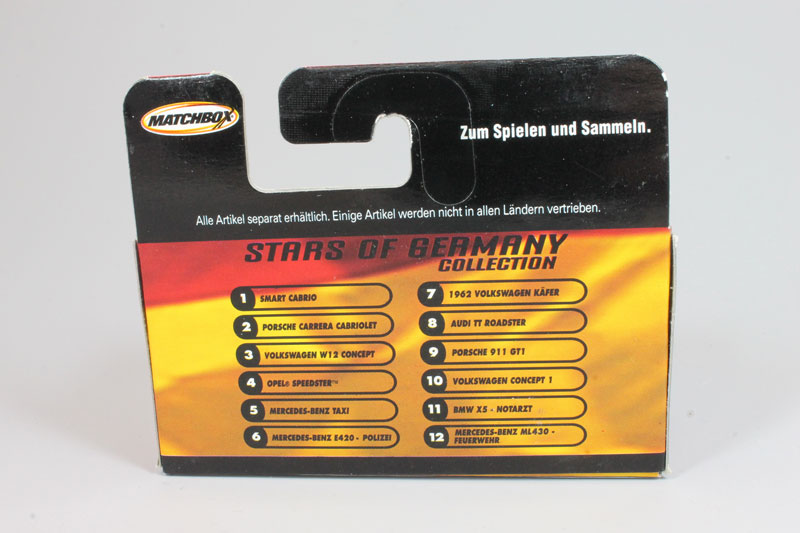 MATCHBOX
Zum Spielen und Sammeln.
Alle Artikel separat erhältlich. Einige Artikel werden nicht in allen Ländern vertrieben.
STARS OF GERMANY
COLLECTION
1 SMART CABRIO
2 PORSCHE CARRERA CABRIOLET
3 VOLKSWAGEN W12 CONCEPT
4 OPEL® SPEEDSTER™
5 MERCEDES-BENZ TAXI
6 MERCEDES-BENZ E420 - POLIZEI
7 1962 VOLKSWAGEN KÄFER
8 AUDI TT ROADSTER
9 PORSCHE 911 GT1
10 VOLKSWAGEN CONCEPT 1
11 BMW X5 - NOTARZT
12 MERCEDES-BENZ ML430 -
FEUERWEHR